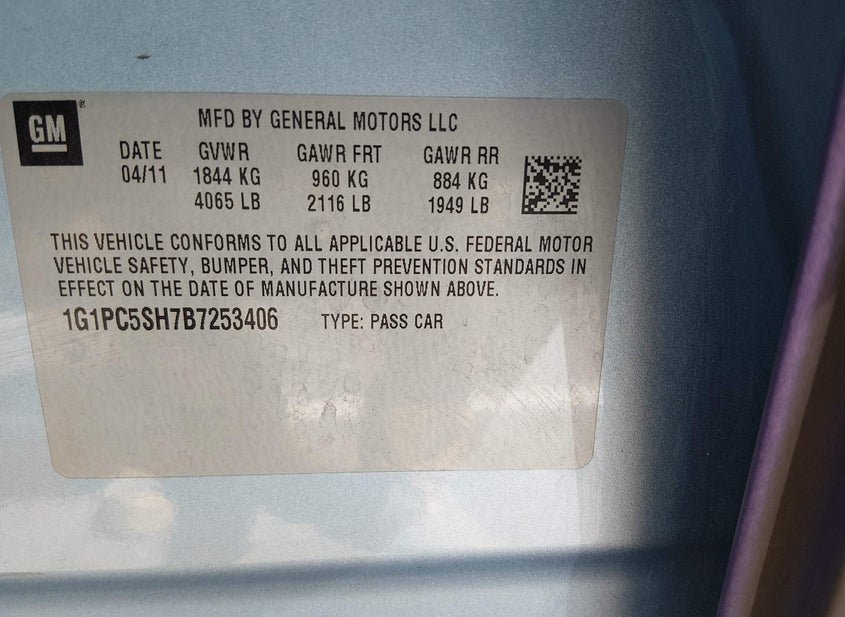 GM
MFD BY GENERAL MOTORS LLC
DATE GVWR GAWR FRT GAWR RR
04/11 1844 KG 960 KG 884 KG
4065 LB 2116 LB 1949 LB
THIS VEHICLE CONFORMS TO ALL APPLICABLE U.S. FEDERAL MOTOR
VEHICLE SAFETY, BUMPER, AND THEFT PREVENTION STANDARDS IN
EFFECT ON THE DATE OF MANUFACTURE SHOWN ABOVE.
1G1PC5SH7B7253406 TYPE: PASS CAR